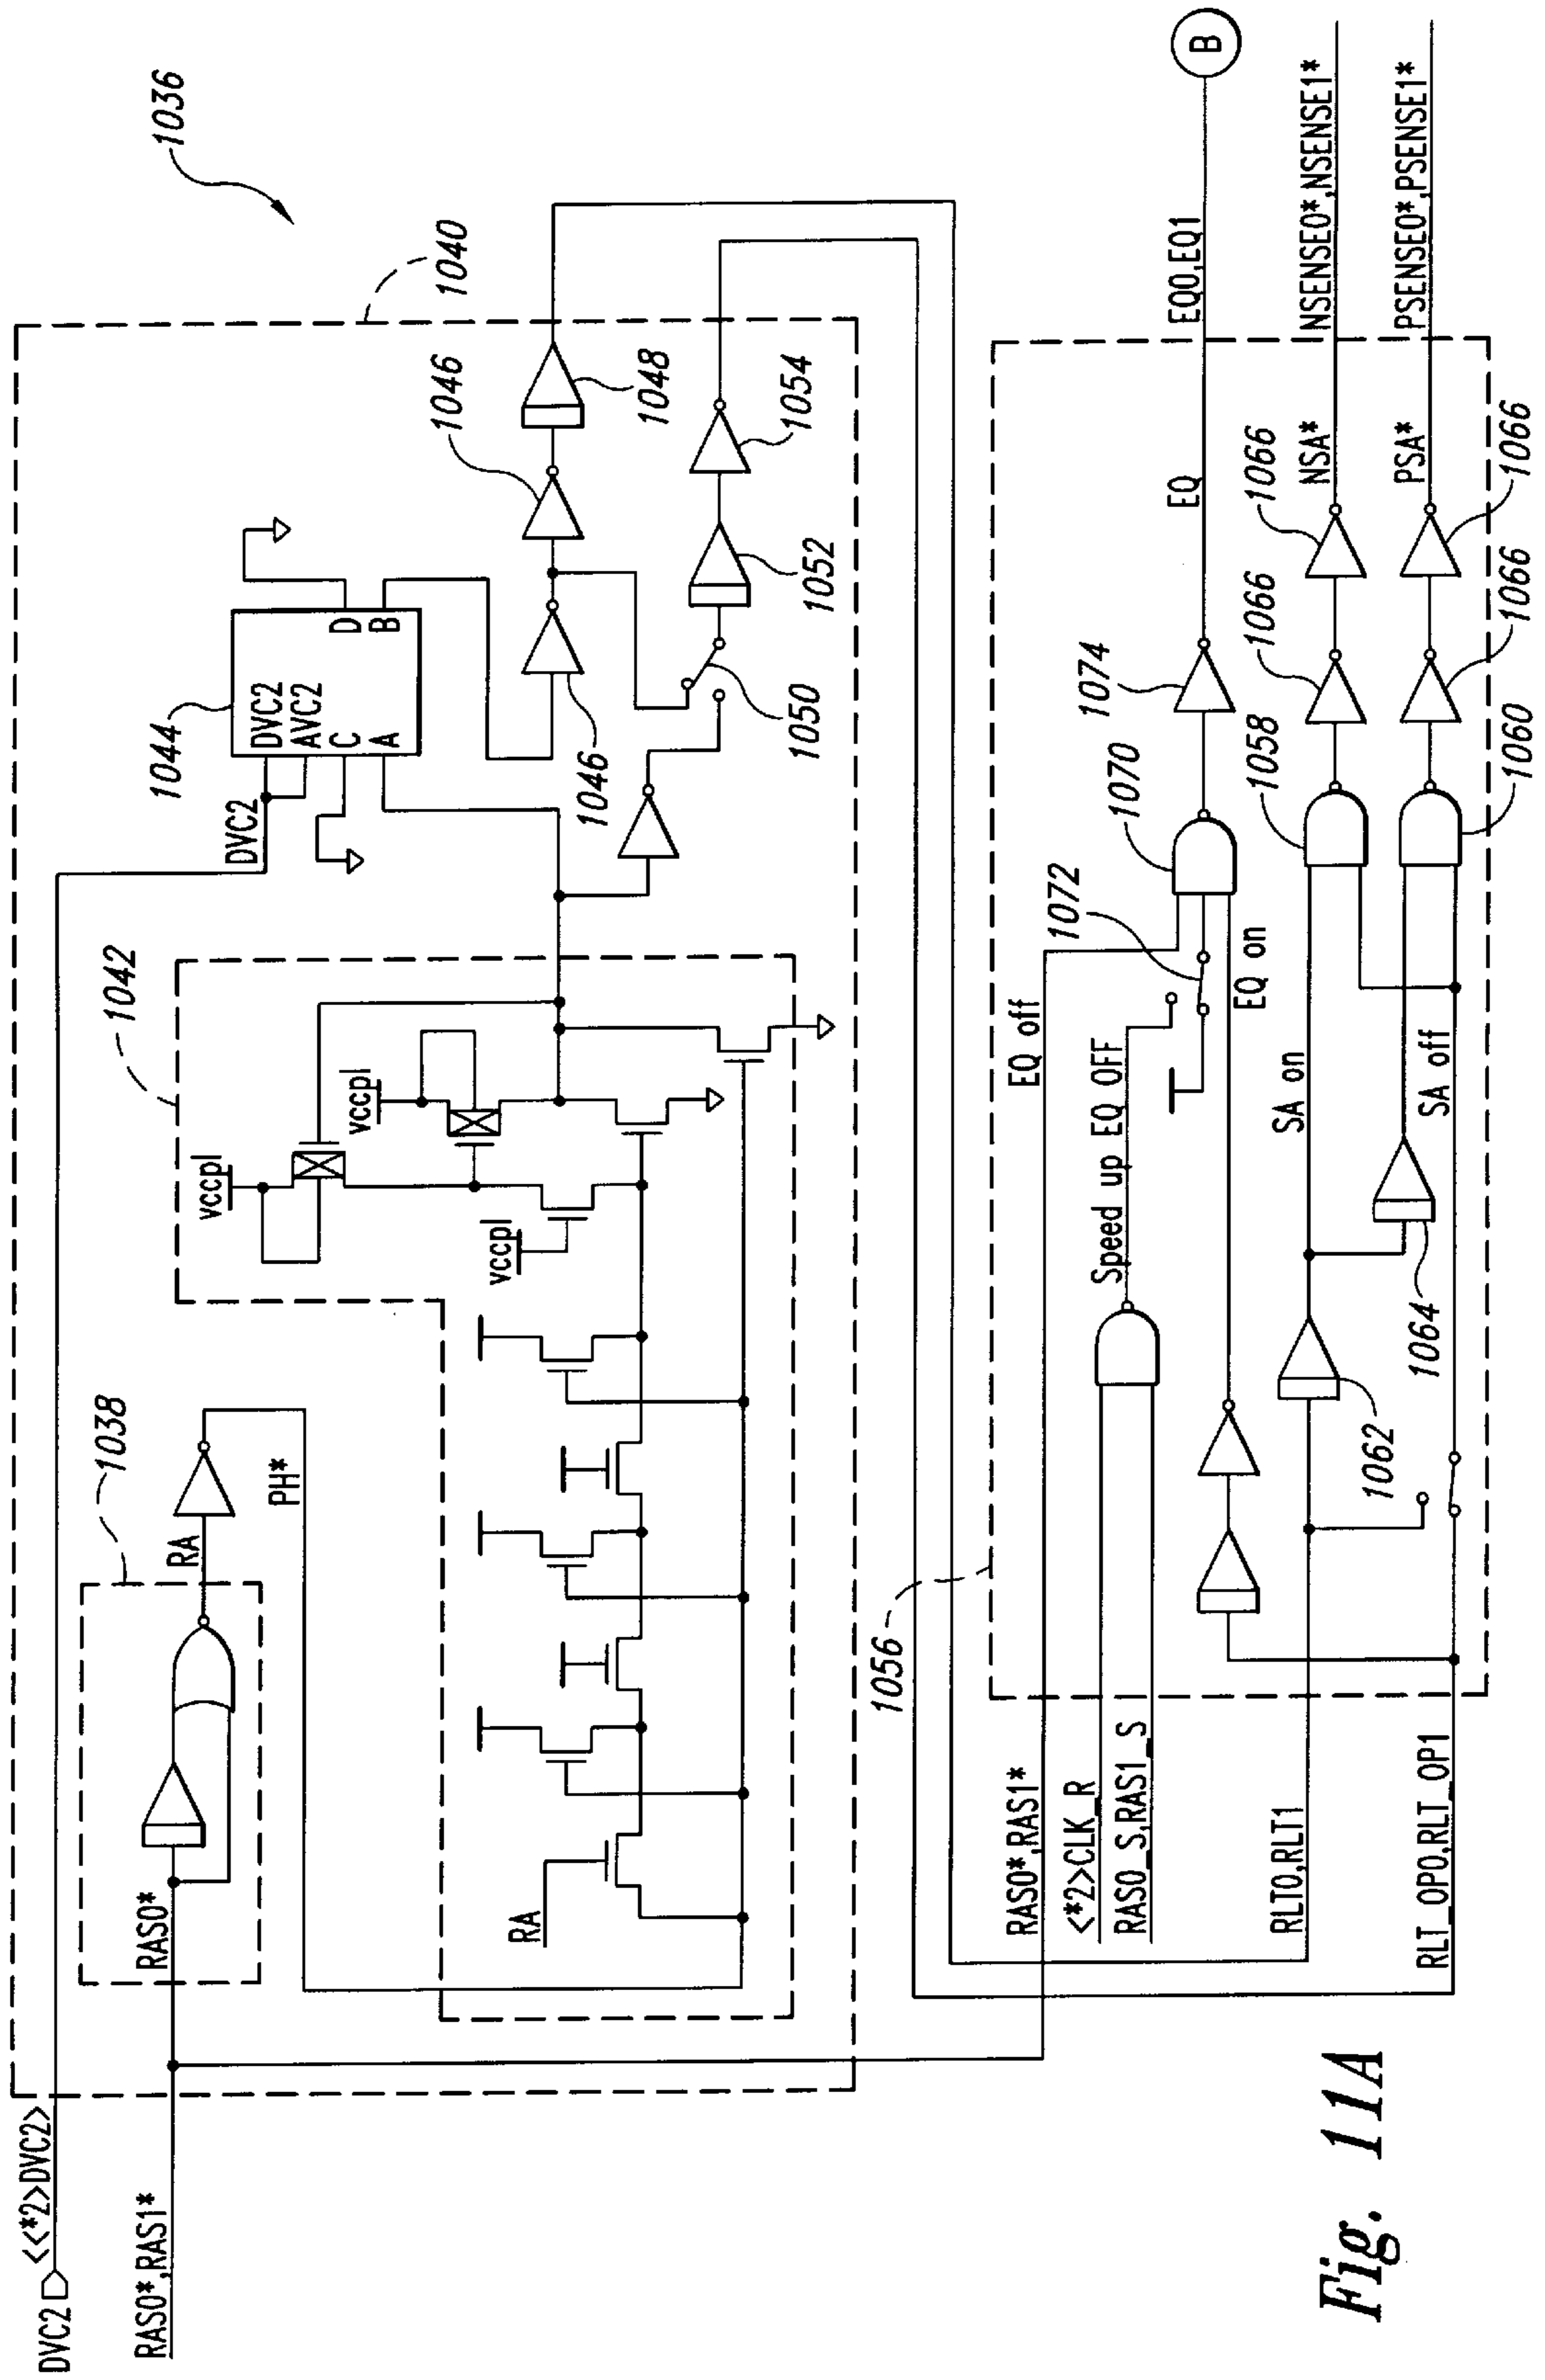 1036
DVC2
<<*2>DVC2>
RAS0*,RAS1*
1038
RAS0*
RA
PH*
1040
1042
vccpl
vccpl
vccpl
RA
1044
DVC2
DVC2
AVC2
C
A
D
B
1046
1046
1048
1050
1052
1054
1056
RAS0*,RAS1*
EQ off
<*2>CLK_R
RAS0_S,RAS1_S
Speed up EQ OFF
1072
1070
1074
EQ
EQ0,EQ1
B
EQ on
RLT0,RLT1
1062
SA on
1058
1066
1066
NSA*
NSENSE0*,NSENSE1*
1064
RLT_OP0,RLT_OP1
SA off
1060
1066
1066
PSA*
PSENSE0*,PSENSE1*
Fig. 11A